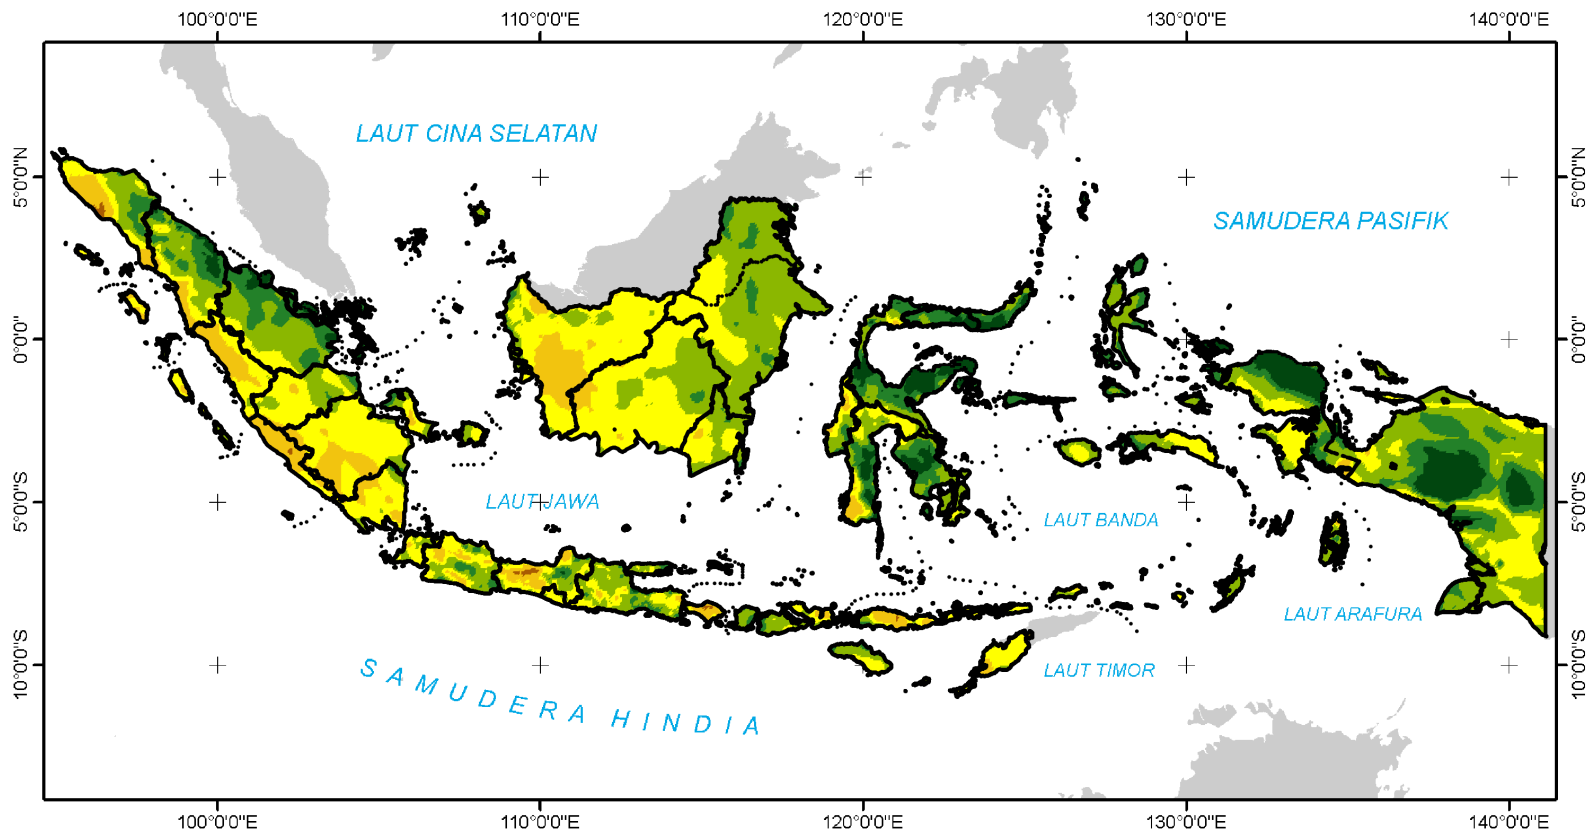 100°0'0"E 110°0'0"E 120°0'0"E 130°0'0"E 140°0'0"E
LAUT CINA SELATAN
5°0'0"N 5°0'0"N
SAMUDERA PASIFIK
0°0'0" 0°0'0"
5°0'0"S 5°0'0"S
LAUT JAWA
LAUT BANDA
LAUT ARAFURA
10°0'0"S 10°0'0"S
LAUT TIMOR
SAMUDERA HINDIA
100°0'0"E 110°0'0"E 120°0'0"E 130°0'0"E 140°0'0"E